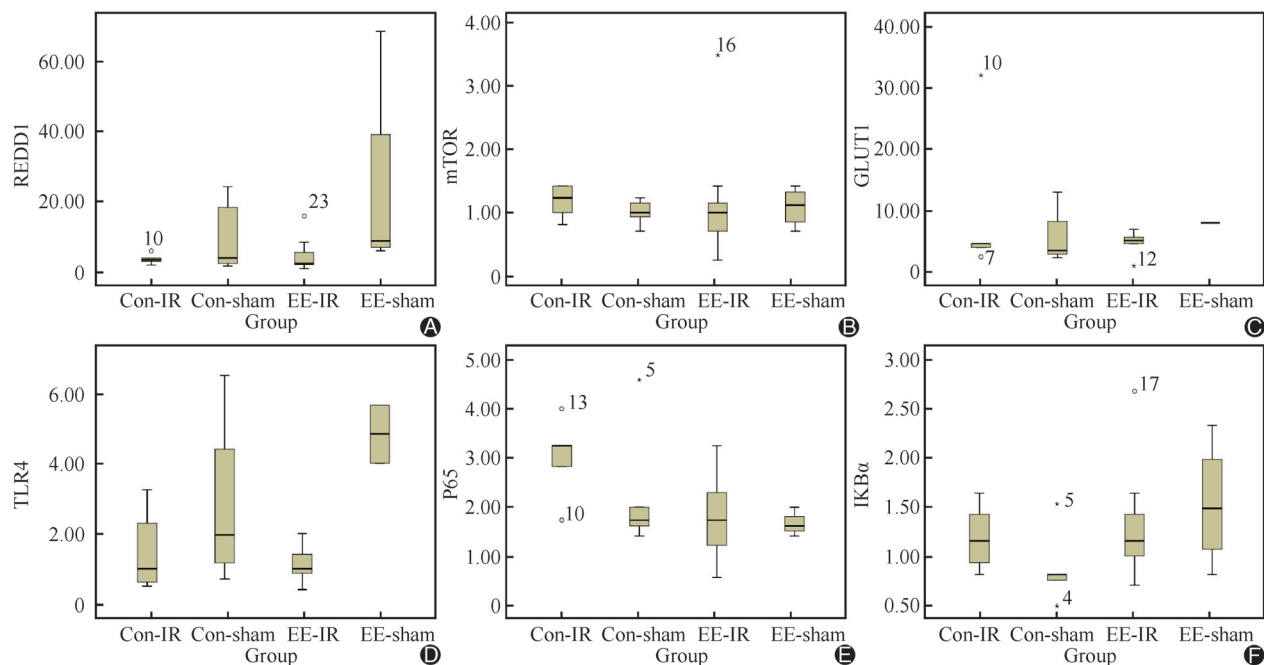 REDD1
60.00
40.00
20.00
0
10
23
Con-IR Con-sham EE-IR EE-sham
Group
A
mTOR
4.00
3.00
2.00
1.00
0
16
Con-IR Con-sham EE-IR EE-sham
Group
B
GLUT1
40.00
30.00
20.00
10.00
0
10
7
12
Con-IR Con-sham EE-IR EE-sham
Group
C
TLR4
6.00
4.00
2.00
0
Con-IR Con-sham EE-IR EE-sham
Group
D
P65
5.00
4.00
3.00
2.00
1.00
0
13
10
5
Con-IR Con-sham EE-IR EE-sham
Group
E
IKBα
3.00
2.50
2.00
1.50
1.00
0.50
5
4
17
Con-IR Con-sham EE-IR EE-sham
Group
F